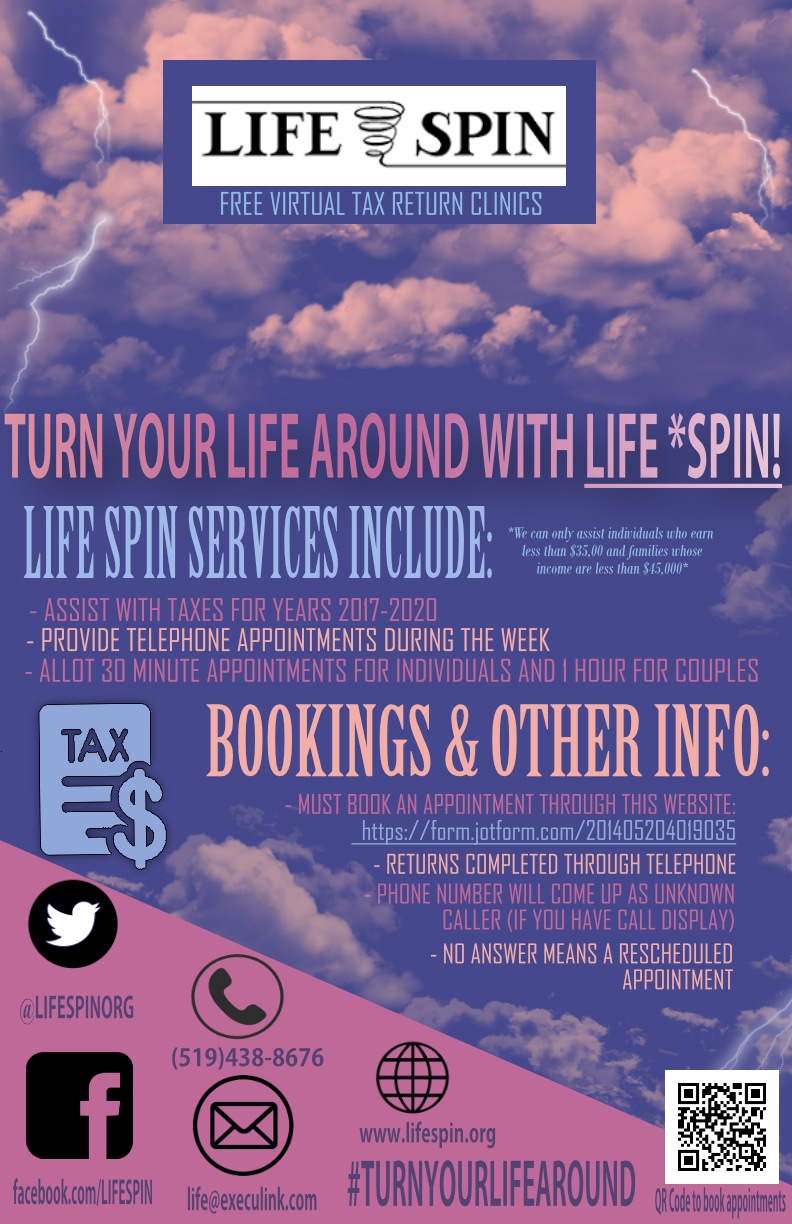 LIFE SPIN
FREE VIRTUAL TAX RETURN CLINICS
TURN YOUR LIFE AROUND WITH LIFE *SPIN!
LIFE SPIN SERVICES INCLUDE:
*We can only assist individuals who earn
less than $35,00 and families whose
income are less than $45,000*
- ASSIST WITH TAXES FOR YEARS 2017-2020
- PROVIDE TELEPHONE APPOINTMENTS DURING THE WEEK
- ALLOT 30 MINUTE APPOINTMENTS FOR INDIVIDUALS AND 1 HOUR FOR COUPLES
TAX
$
BOOKINGS & OTHER INFO:
- MUST BOOK AN APPOINTMENT THROUGH THIS WEBSITE:
https://form.jotform.com/201405204019035
- RETURNS COMPLETED THROUGH TELEPHONE
- PHONE NUMBER WILL COME UP AS UNKNOWN
CALLER (IF YOU HAVE CALL DISPLAY)
- NO ANSWER MEANS A RESCHEDULED
APPOINTMENT
@LIFESPINORG
(519)438-8676
f
facebook.com/LIFESPIN
life@execulink.com
www.lifespin.org
#TURNYOURLIFEAROUND
QR Code to book appointments